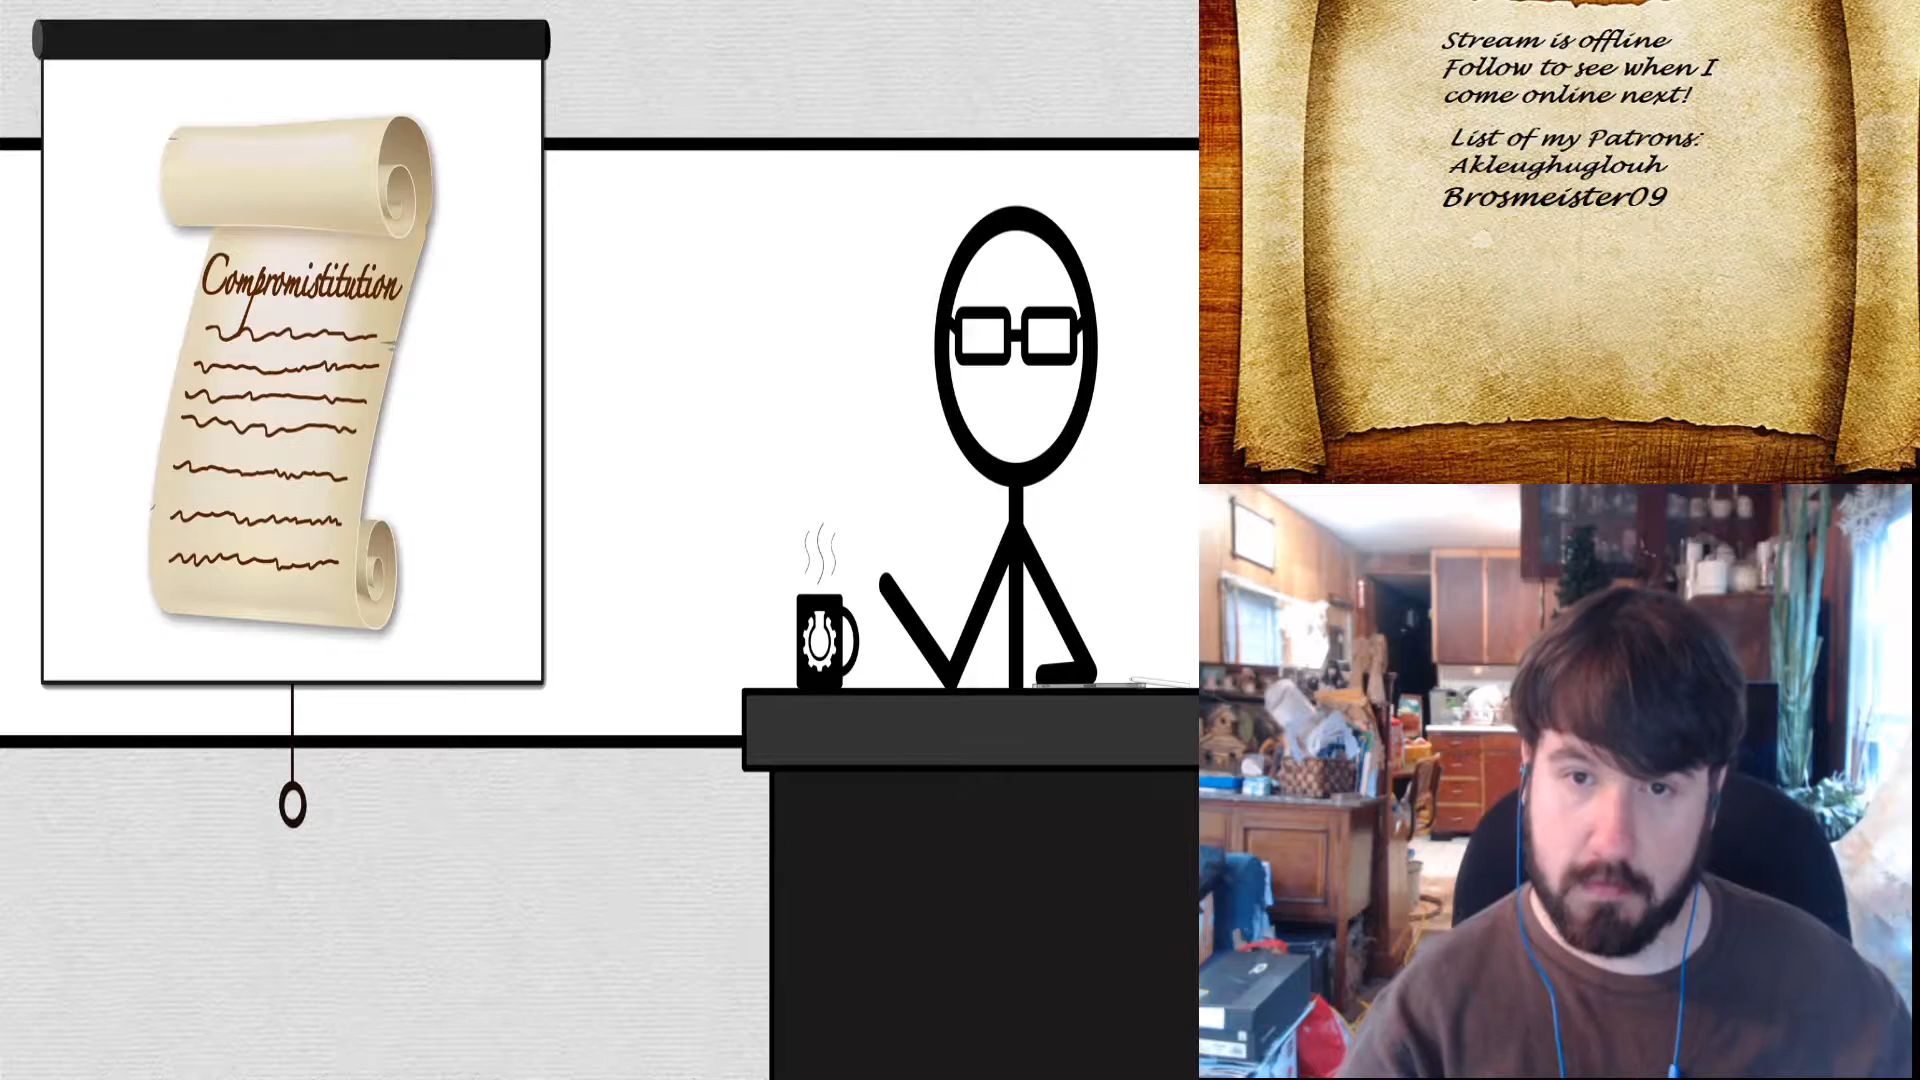 Compromistitution
Stream is offline
Follow to see when I
come online next!
List of my Patrons:
Akleughuglouh
Brosmeister09